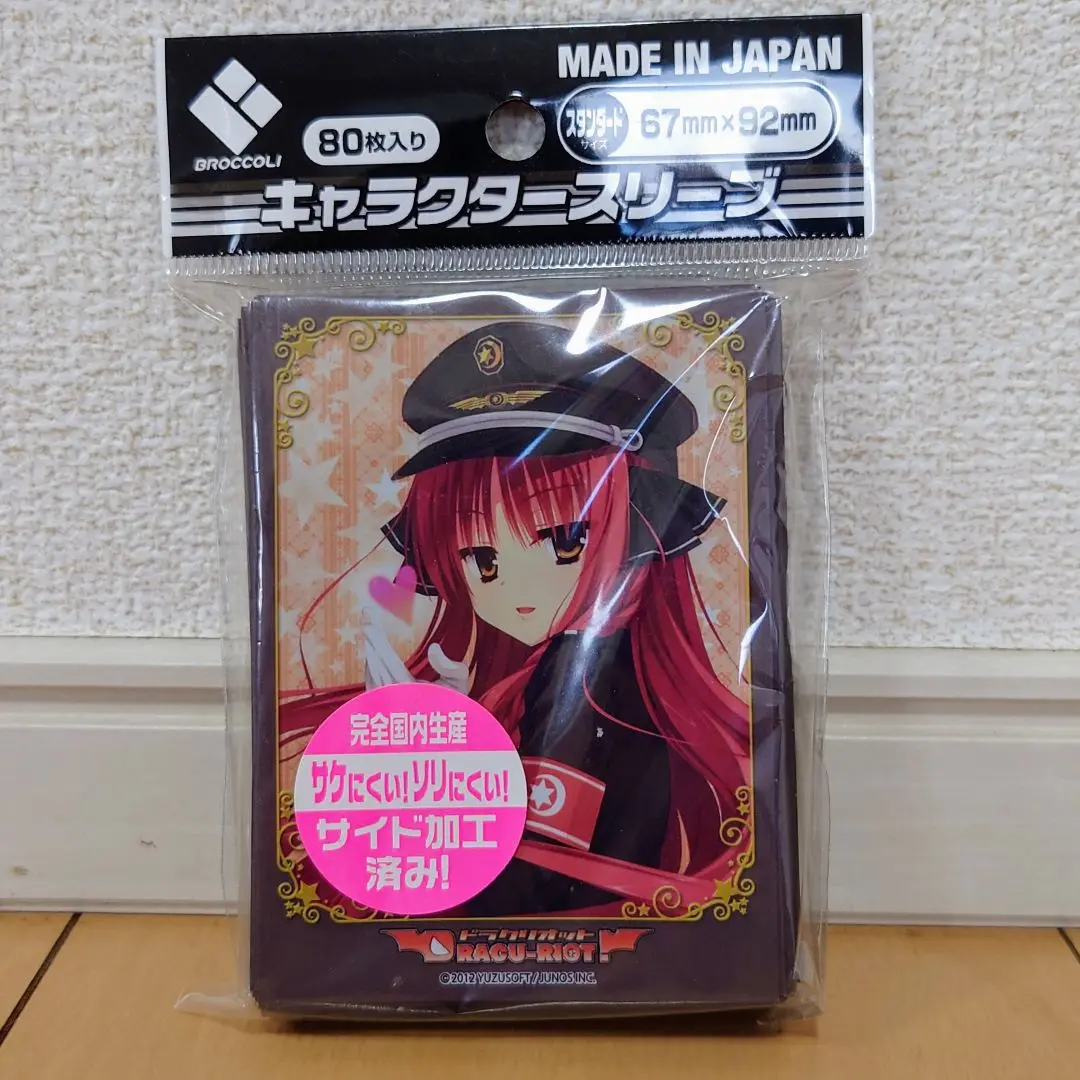 MADE IN JAPAN
BROCCOLI
80枚入り
スタンダード
サイズ
67mm×92mm
キャラクタースリーブ
完全国内生産
サケにくい!ソリにくい!
サイド加工
済み!
ドラクリオット
DRACU-RIOT!
©2012 YUZUSOFT / JUNOS INC.